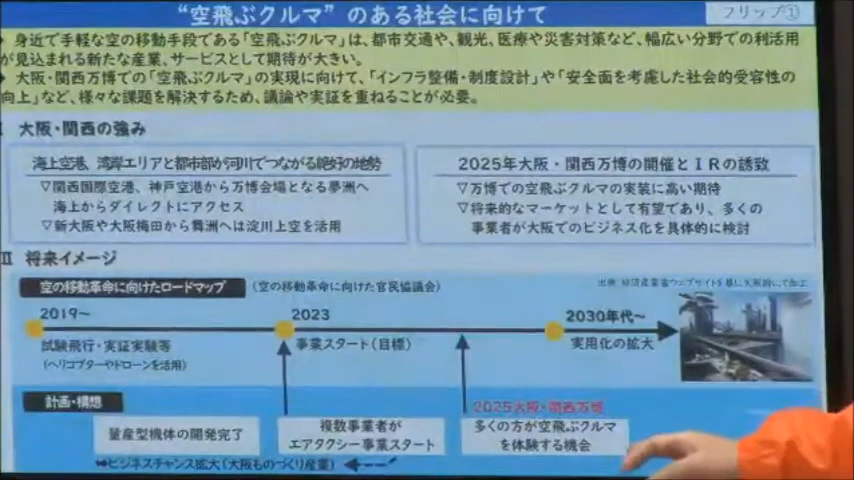 “空飛ぶクルマ”のある社会に向けて
フリップ①
身近で手軽な空の移動手段である「空飛ぶクルマ」は、都市交通や、観光、医療や災害対策など、幅広い分野での利活用
が見込まれる新たな産業、サービスとして期待が大きい。
大阪・関西万博での「空飛ぶクルマ」の実現に向けて、「インフラ整備・制度設計」や「安全面を考慮した社会的受容性の
向上」など、様々な課題を解決するため、議論や実証を重ねることが必要。
Ⅰ 大阪・関西の強み
海上空港、湾岸エリアと都市部が河川でつながる絶好の地勢
▽関西国際空港、神戸空港から万博会場となる夢洲へ
海上からダイレクトにアクセス
▽新大阪や大阪梅田から舞洲へは淀川上空を活用
2025年大阪・関西万博の開催とIRの誘致
▽万博での空飛ぶクルマの実装に高い期待
▽将来的なマーケットとして有望であり、多くの
事業者が大阪でのビジネス化を具体的に検討
Ⅱ 将来イメージ
空の移動革命に向けたロードマップ
(空の移動革命に向けた官民協議会)
出典:経済産業省ウェブサイトを基に大阪府にて加工
2019~
試験飛行・実証実験等
(ヘリコプターやドローンを活用)
2023
事業スタート(目標)
2030年代~
実用化の拡大
計画・構想
量産型機体の開発完了
複数事業者が
エアタクシー事業スタート
2025大阪・関西万博
多くの方が空飛ぶクルマ
を体験する機会
ビジネスチャンス拡大(大阪ものづくり産業)